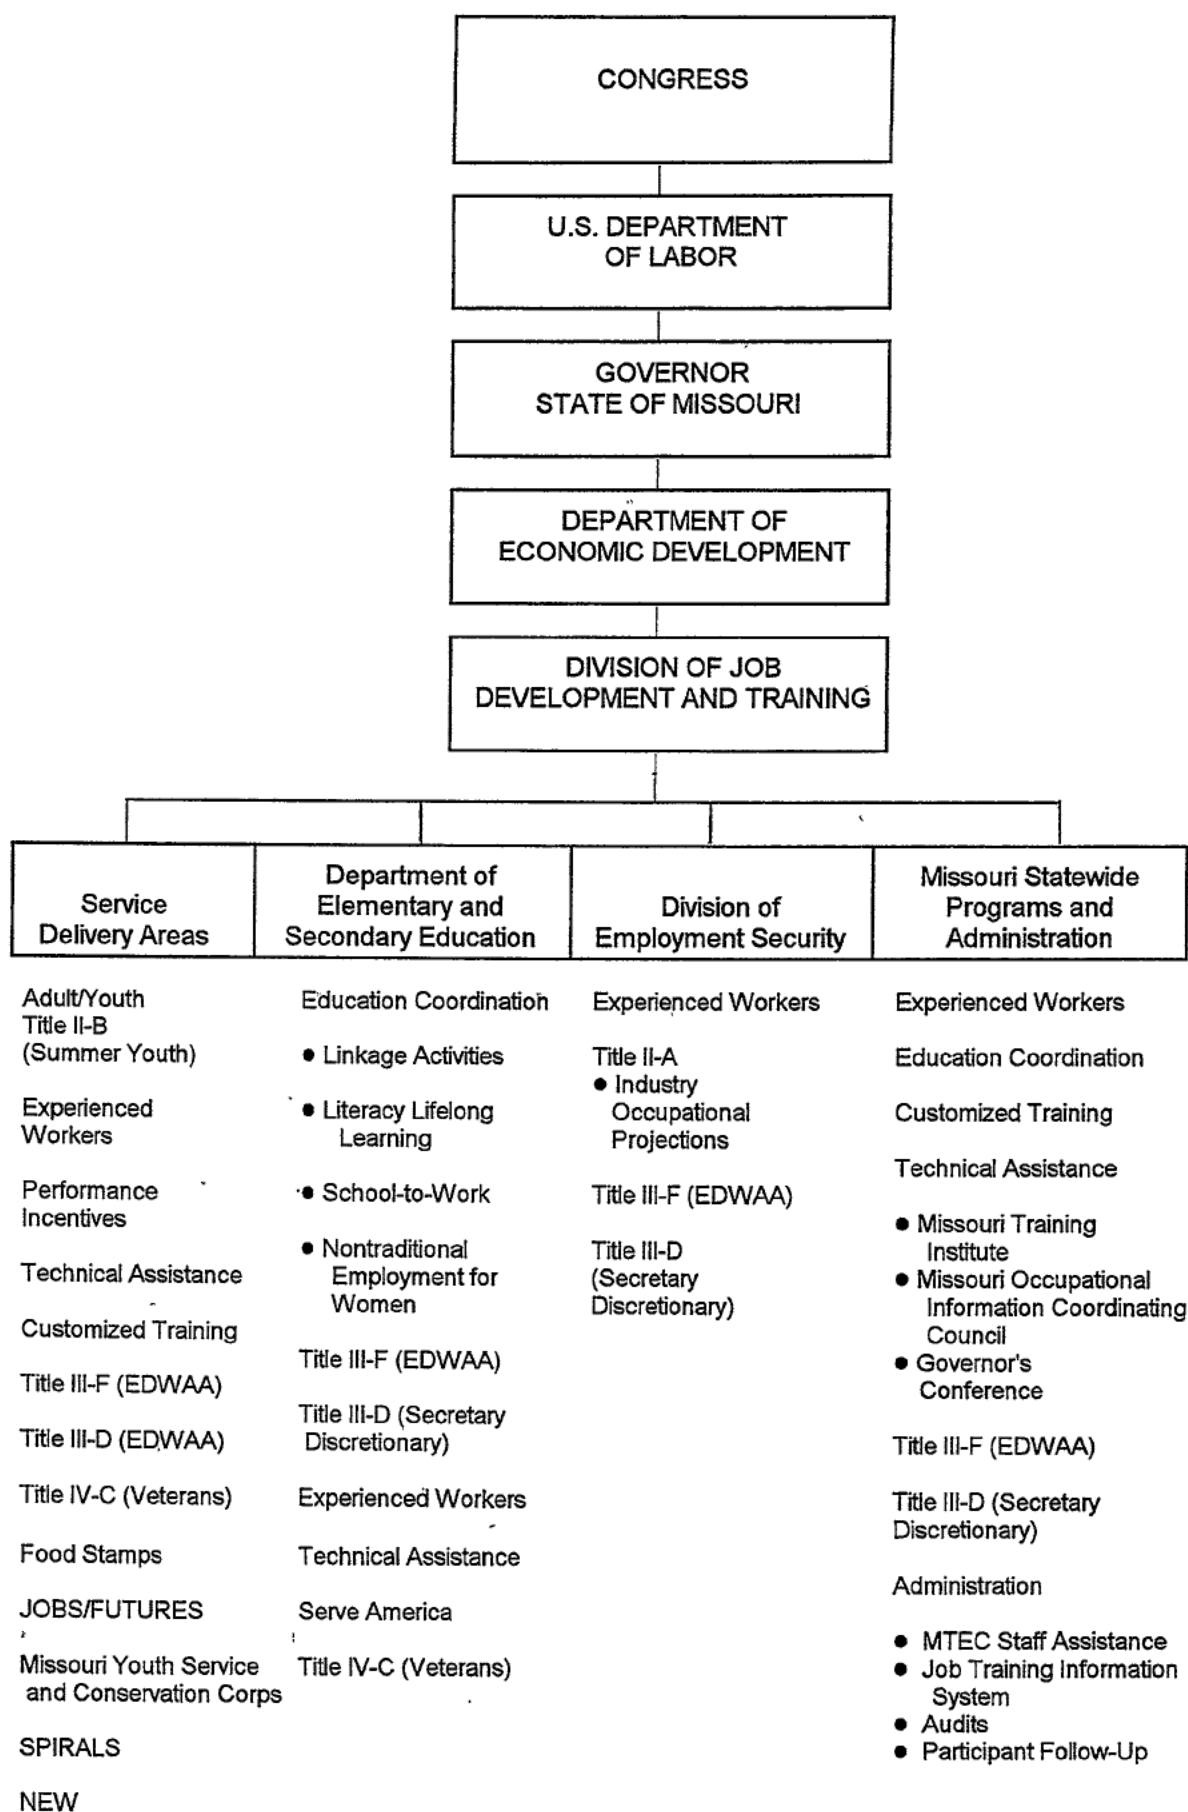 CONGRESS
U.S. DEPARTMENT
OF LABOR
GOVERNOR
STATE OF MISSOURI
DEPARTMENT OF
ECONOMIC DEVELOPMENT
DIVISION OF JOB
DEVELOPMENT AND TRAINING
Service
Delivery Areas
Department of
Elementary and
Secondary Education
Division of
Employment Security
Missouri Statewide
Programs and
Administration
Adult/Youth
Title II-B
(Summer Youth)
Experienced
Workers
Performance
Incentives
Technical Assistance
Customized Training
Title III-F (EDWAA)
Title III-D (EDWAA)
Title IV-C (Veterans)
Food Stamps
JOBS/FUTURES
Missouri Youth Service
and Conservation Corps
SPIRALS
NEW
Education Coordination
● Linkage Activities
● Literacy Lifelong
Learning
● School-to-Work
● Nontraditional
Employment for
Women
Title III-F (EDWAA)
Title III-D (Secretary
Discretionary)
Experienced Workers
Technical Assistance
Serve America
Title IV-C (Veterans)
Experienced Workers
Title II-A
● Industry
Occupational
Projections
Title III-F (EDWAA)
Title III-D
(Secretary
Discretionary)
Experienced Workers
Education Coordination
Customized Training
Technical Assistance
● Missouri Training
Institute
● Missouri Occupational
Information Coordinating
Council
● Governor's
Conference
Title III-F (EDWAA)
Title III-D (Secretary
Discretionary)
Administration
● MTEC Staff Assistance
● Job Training Information
System
● Audits
● Participant Follow-Up